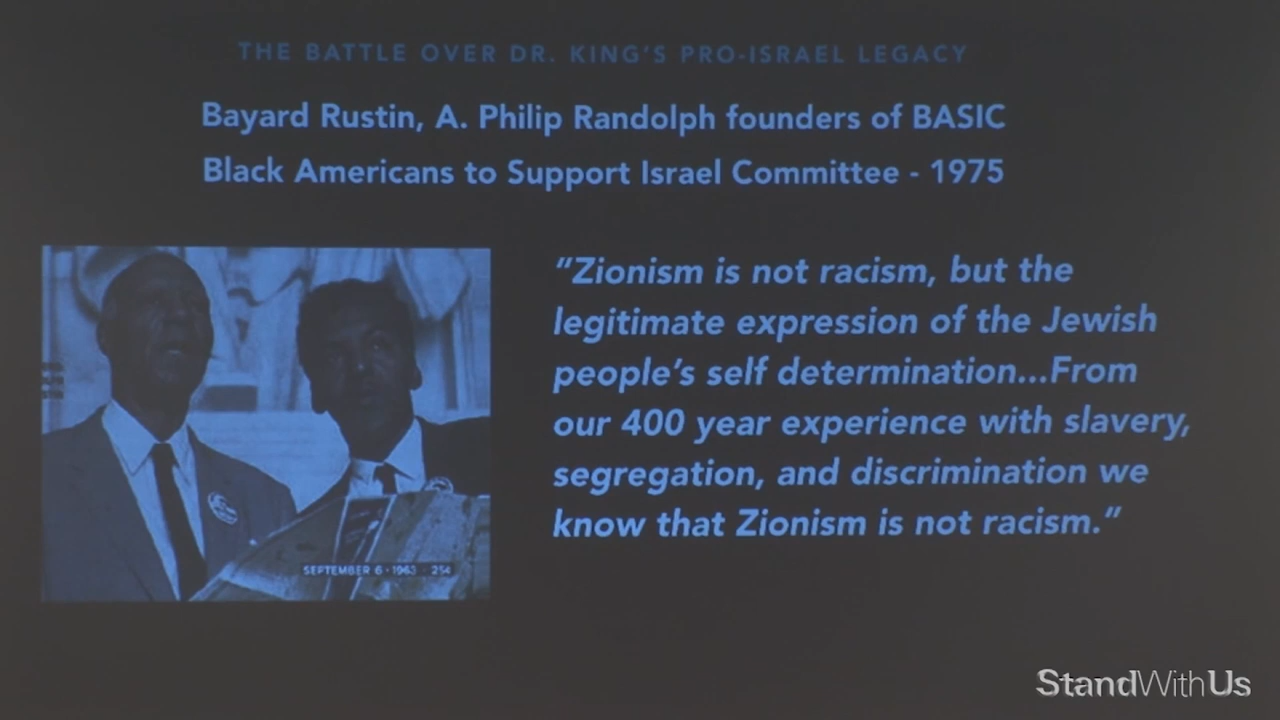 THE BATTLE OVER DR. KING'S PRO-ISRAEL LEGACY
Bayard Rustin, A. Philip Randolph founders of BASIC
Black Americans to Support Israel Committee - 1975
"Zionism is not racism, but the
legitimate expression of the Jewish
people's self determination...From
our 400 year experience with slavery,
segregation, and discrimination we
know that Zionism is not racism."
SEPTEMBER 6 · 1963 · 25¢
StandWithUs